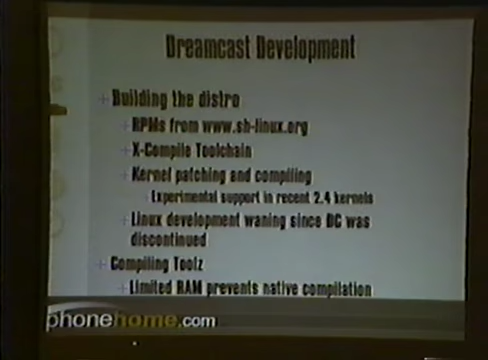 Dreamcast Development
Building the distro
RPMs from www.sh-linux.org
X-Compile Toolchain
Kernel patching and compiling
Experimental support in recent 2.4 kernels
Linux development waning since DC was
discontinued
Compiling Toolz
Limited RAM prevents native compilation
phonehome.com